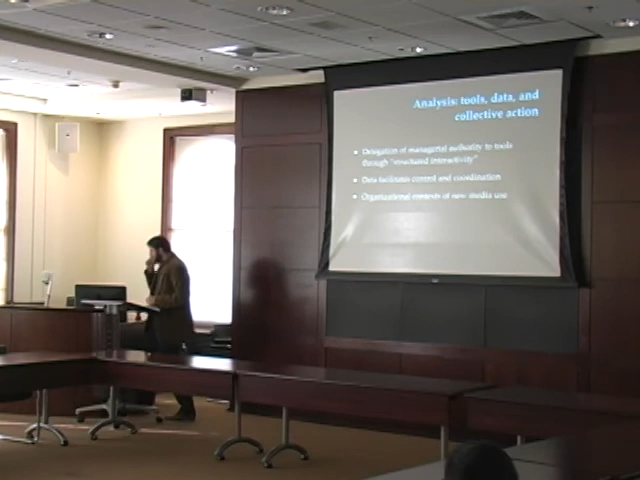 Analysis: tools, data, and
collective action
Delegation of managerial authority to tools
through "structured interactivity"
Data facilitates control and coordination
Organizational contexts of new media use